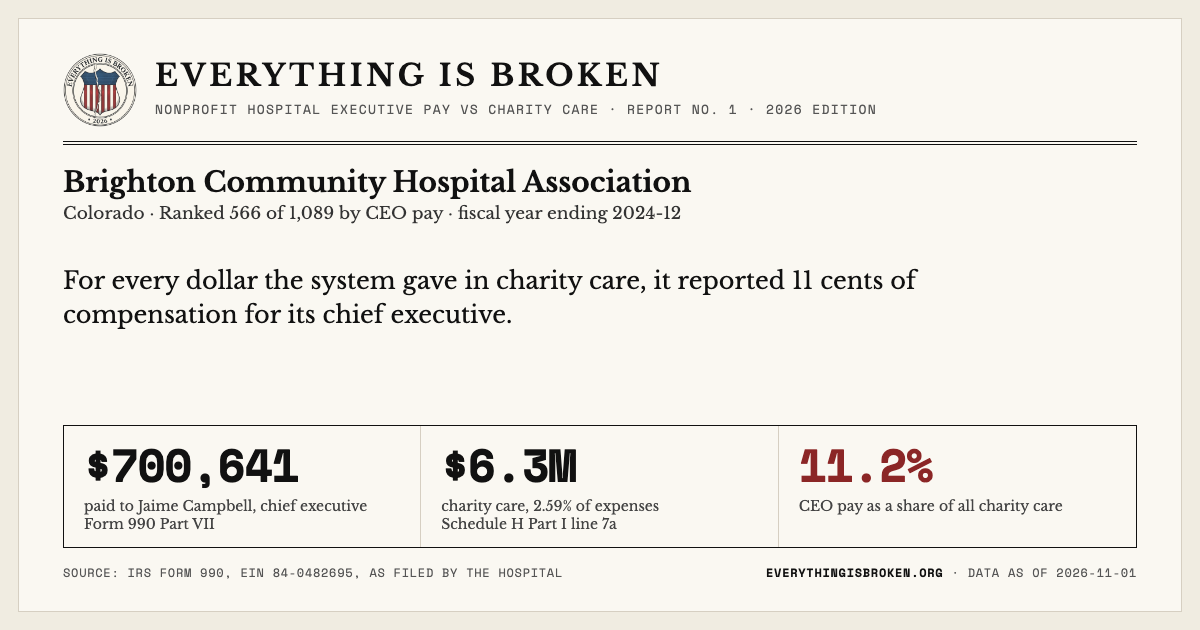 EVERYTHING IS BROKEN
2026
EVERYTHING IS BROKEN
NONPROFIT HOSPITAL EXECUTIVE PAY VS CHARITY CARE · REPORT NO. 1 · 2026 EDITION
Brighton Community Hospital Association
Colorado · Ranked 566 of 1,089 by CEO pay · fiscal year ending 2024-12
For every dollar the system gave in charity care, it reported 11 cents of
compensation for its chief executive.
$700,641
paid to Jaime Campbell, chief executive
Form 990 Part VII
$6.3M
charity care, 2.59% of expenses
Schedule H Part I line 7a
11.2%
CEO pay as a share of all charity care
SOURCE: IRS FORM 990, EIN 84-0482695, AS FILED BY THE HOSPITAL
EVERYTHINGISBROKEN.ORG · DATA AS OF 2026-11-01